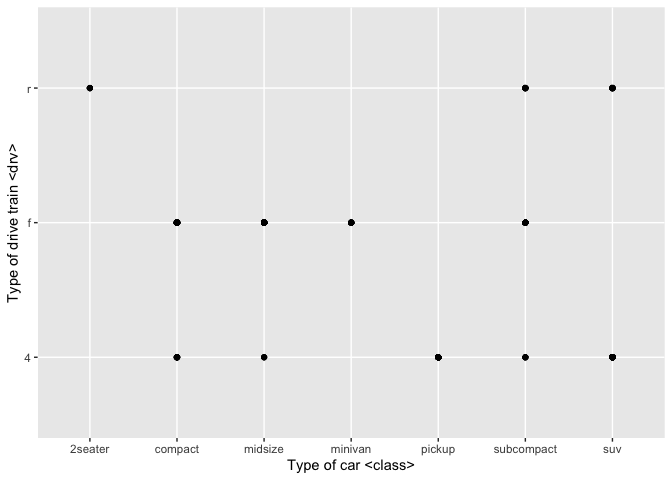 Type of drive train <drv>
r
f
4
2seater compact midsize minivan pickup subcompact suv
Type of car <class>